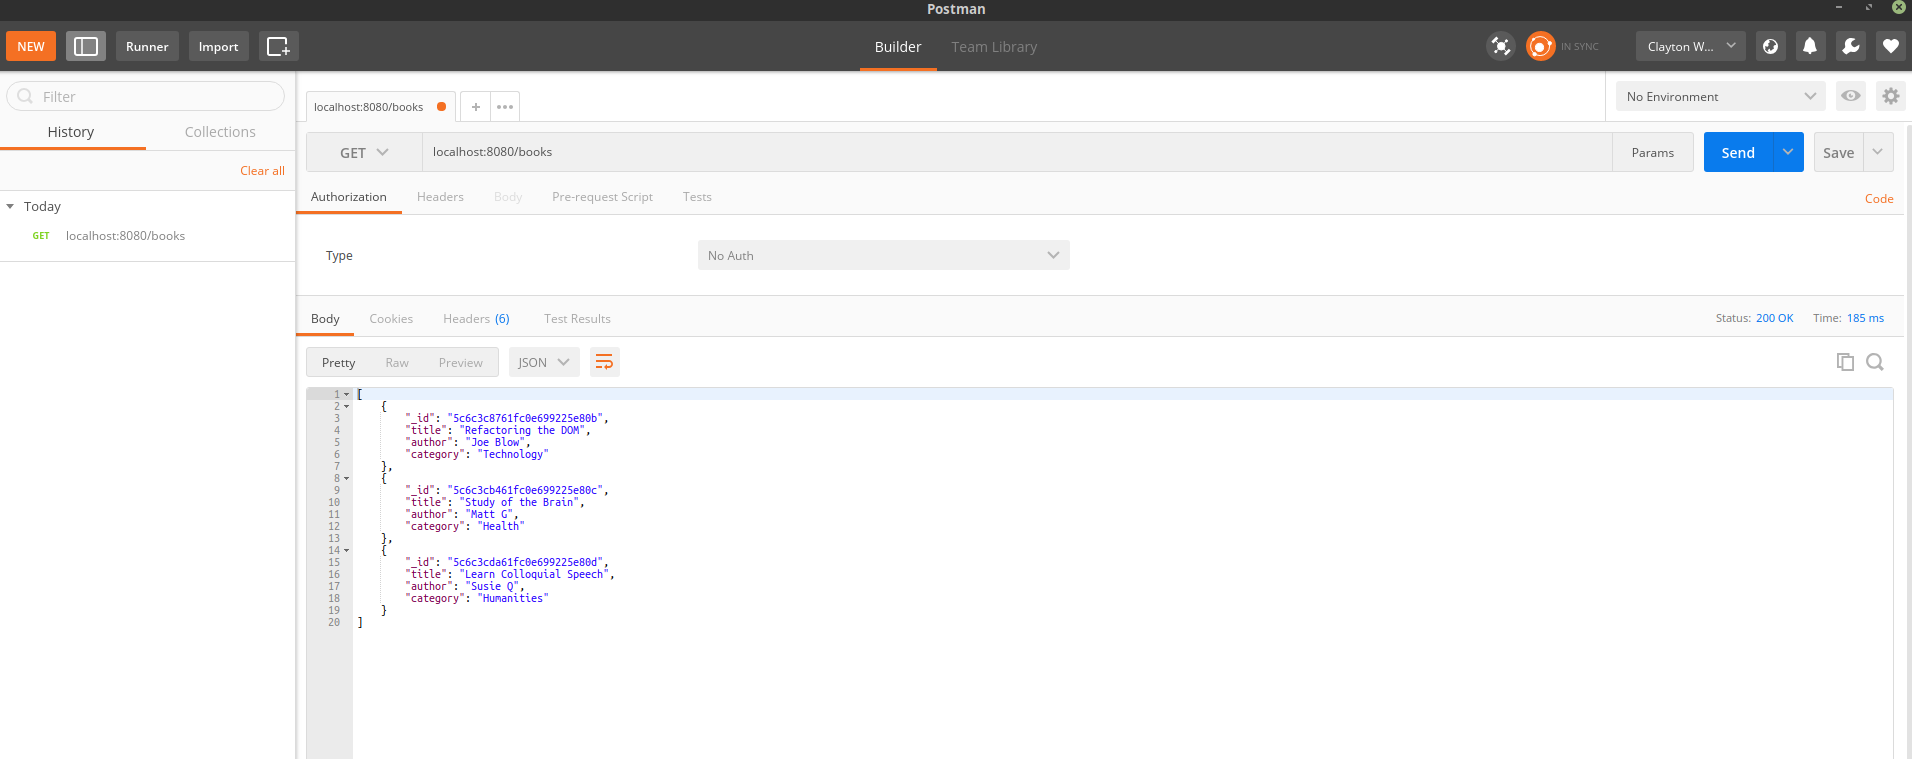 Postman
NEW Runner Import Builder Team Library IN SYNC Clayton W...
Filter
History Collections
Clear all
Today
GET localhost:8080/books
localhost:8080/books + ••• No Environment
GET localhost:8080/books Params Send Save
Authorization Headers Body Pre-request Script Tests Code
Type No Auth
Body Cookies Headers (6) Test Results Status: 200 OK Time: 185 ms
Pretty Raw Preview JSON
1 [
2 {
3 "_id": "5c6c3c8761fc0e699225e80b",
4 "title": "Refactoring the DOM",
5 "author": "Joe Blow",
6 "category": "Technology"
7 },
8 {
9 "_id": "5c6c3cb461fc0e699225e80c",
10 "title": "Study of the Brain",
11 "author": "Matt G",
12 "category": "Health"
13 },
14 {
15 "_id": "5c6c3cda61fc0e699225e80d",
16 "title": "Learn Colloquial Speech",
17 "author": "Susie Q",
18 "category": "Humanities"
19 }
20 ]